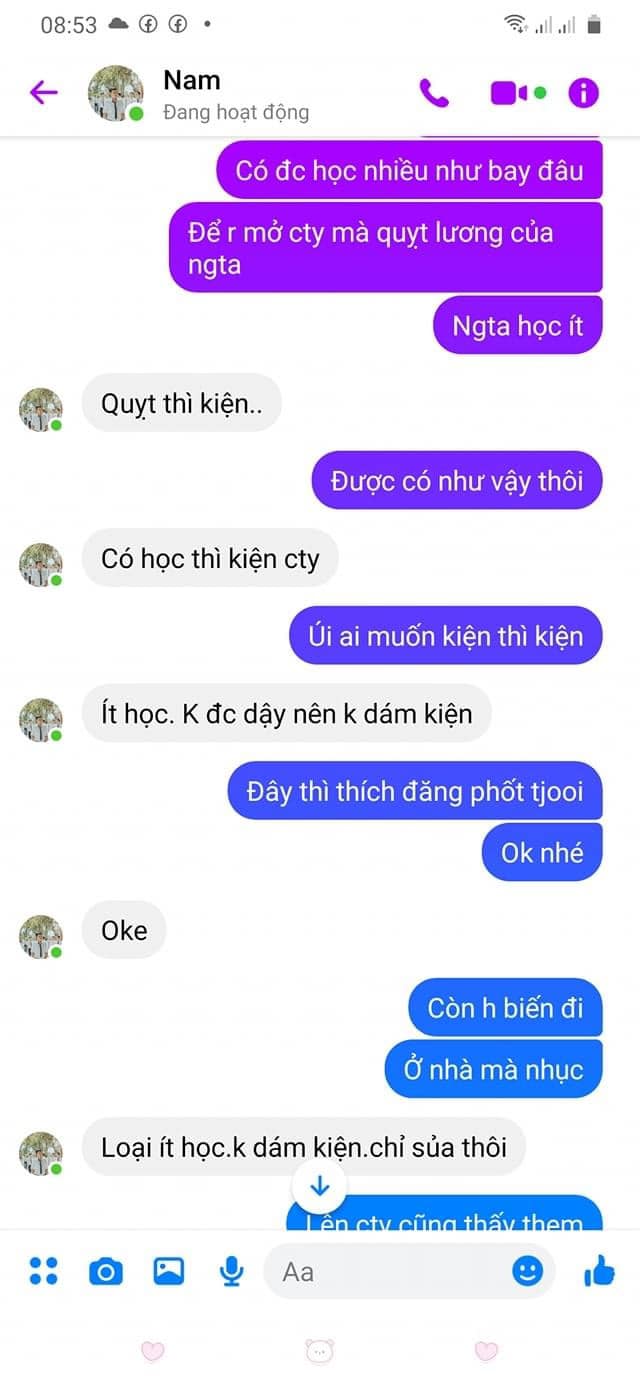 08:53
Nam
Đang hoạt động
Có đc học nhiều như bay đâu
Để r mở cty mà quỵt lương của
ngta
Ngta học ít
Quỵt thì kiện..
Được có như vậy thôi
Có học thì kiện cty
Úi ai muốn kiện thì kiện
Ít học. K đc dậy nên k dám kiện
Đây thì thích đăng phốt tjooi
Ok nhé
Oke
Còn h biến đi
Ở nhà mà nhục
Loại ít học.k dám kiện.chỉ sủa thôi
Lên cty cũng thấy them
Aa